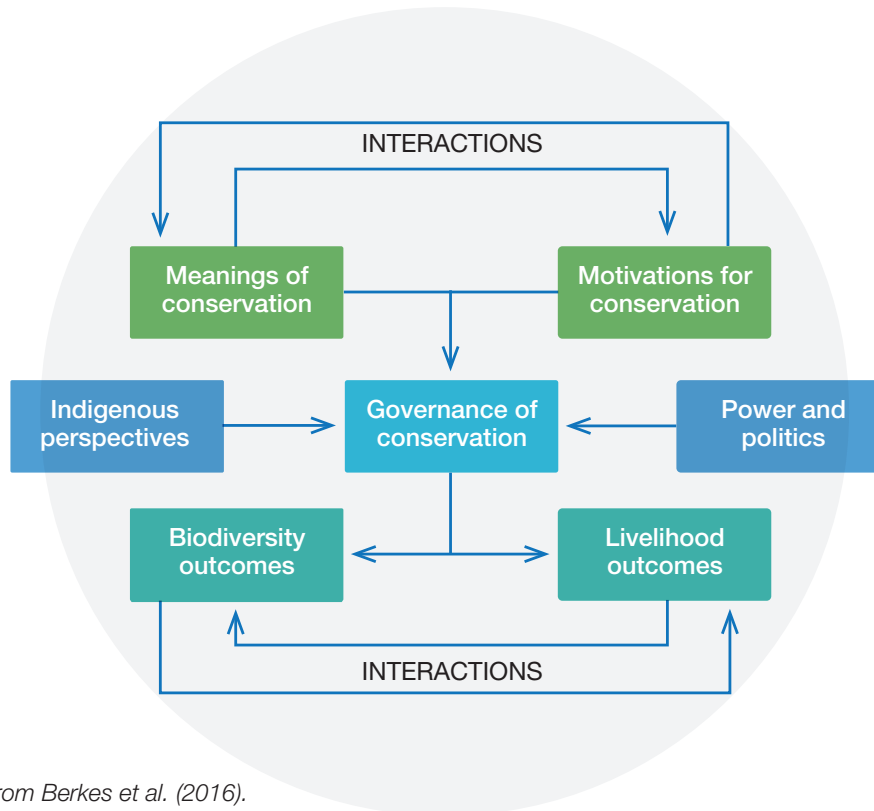 INTERACTIONS
Meanings of
conservation
Motivations for
conservation
Indigenous
perspectives
Governance of
conservation
Power and
politics
Biodiversity
outcomes
Livelihood
outcomes
INTERACTIONS
rom Berkes et al. (2016).